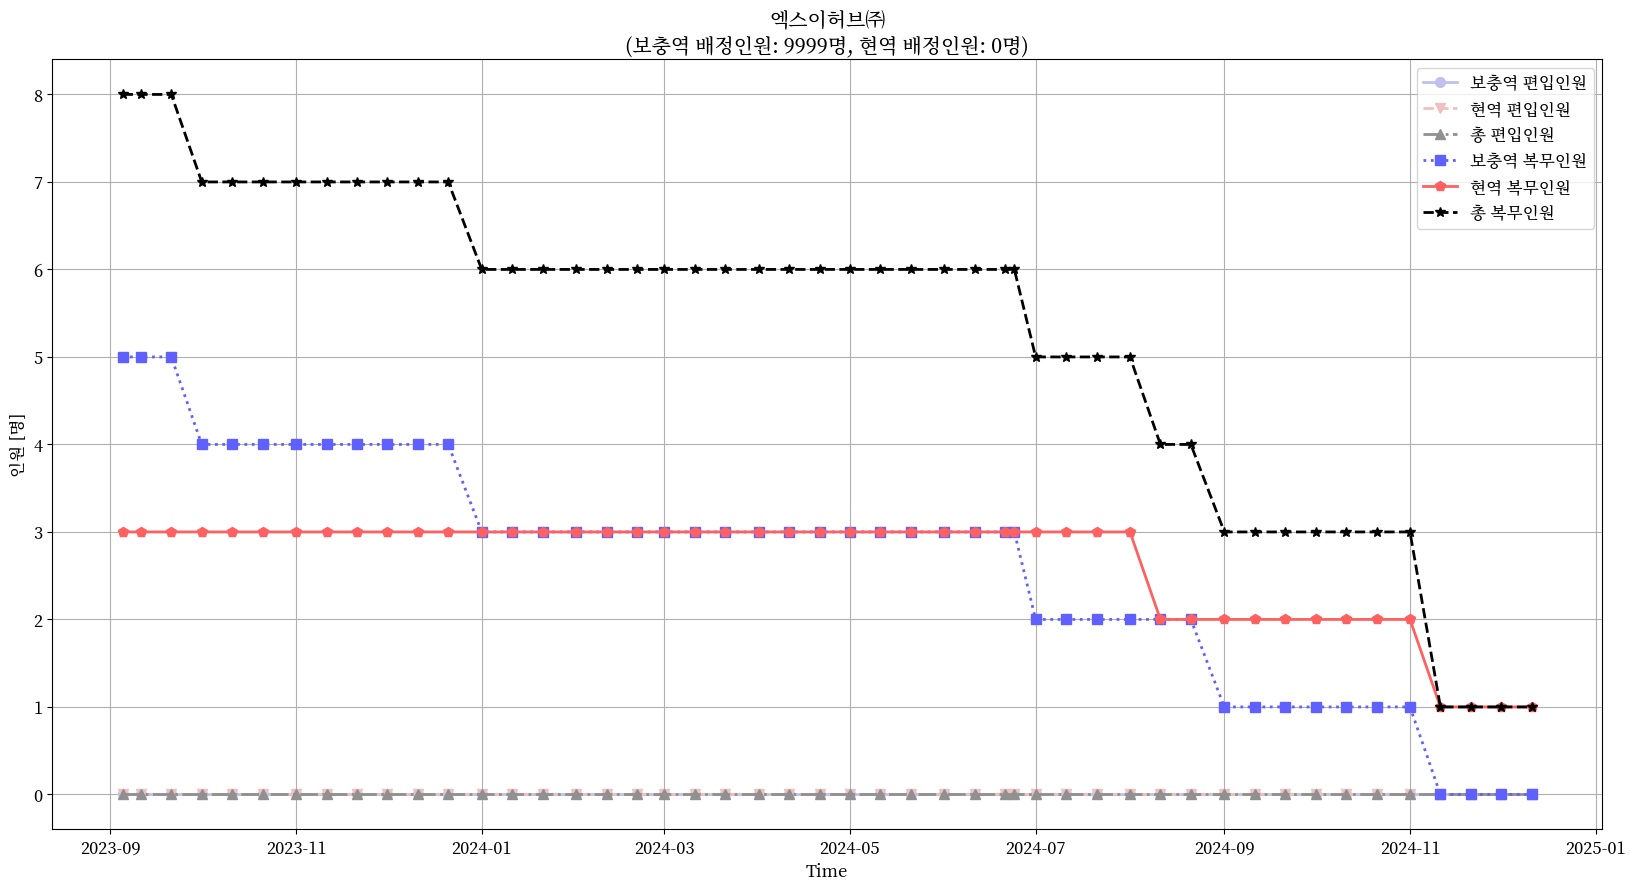 엑스이허브㈜
(보충역 배정인원: 9999명, 현역 배정인원: 0명)
보충역 편입인원
현역 편입인원
총 편입인원
보충역 복무인원
현역 복무인원
총 복무인원
인원 [명]
8
7
6
5
4
3
2
1
0
2023-09
2023-11
2024-01
2024-03
2024-05
2024-07
2024-09
2024-11
2025-01
Time